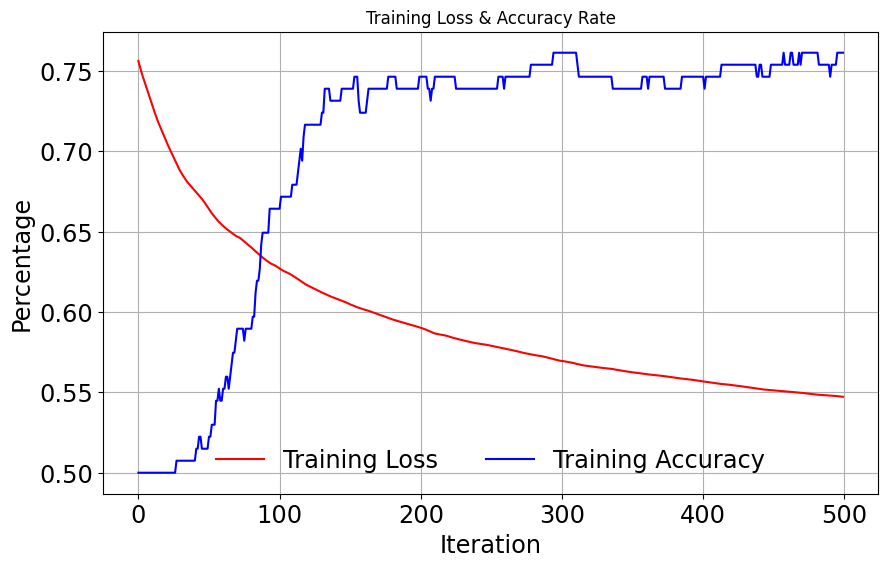 Training Loss & Accuracy Rate
0.75
0.70
0.65
0.60
0.55
0.50
Percentage
Training Loss
Training Accuracy
0 100 200 300 400 500
Iteration